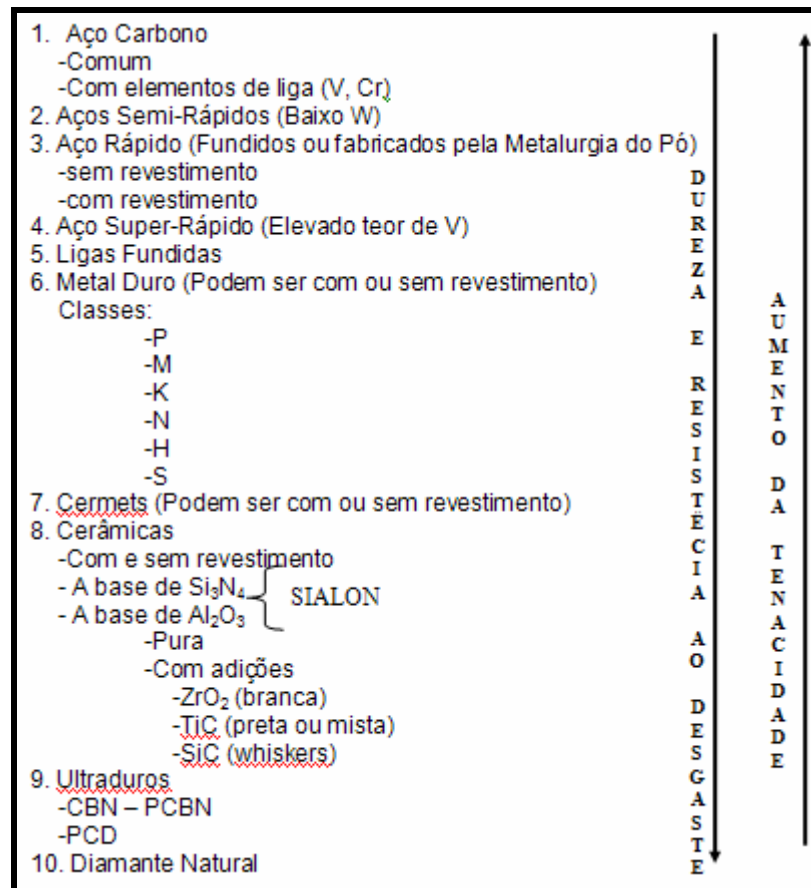 1. Aço Carbono
-Comum
-Com elementos de liga (V, Cr)
2. Aços Semi-Rápidos (Baixo W)
3. Aço Rápido (Fundidos ou fabricados pela Metalurgia do Pó)
-sem revestimento
-com revestimento
4. Aço Super-Rápido (Elevado teor de V)
5. Ligas Fundidas
6. Metal Duro (Podem ser com ou sem revestimento)
Classes:
-P
-M
-K
-N
-H
-S
7. Cermets (Podem ser com ou sem revestimento)
8. Cerâmicas
-Com e sem revestimento
- A base de Si₃N₄
- A base de Al₂O₃
SIALON
-Pura
-Com adições
-ZrO₂ (branca)
-TiC (preta ou mista)
-SiC (whiskers)
9. Ultraduros
-CBN – PCBN
-PCD
10. Diamante Natural
DUREZA E RESISTÊCIA AO DESGASTE
AUMENTO DA TENACIDADE